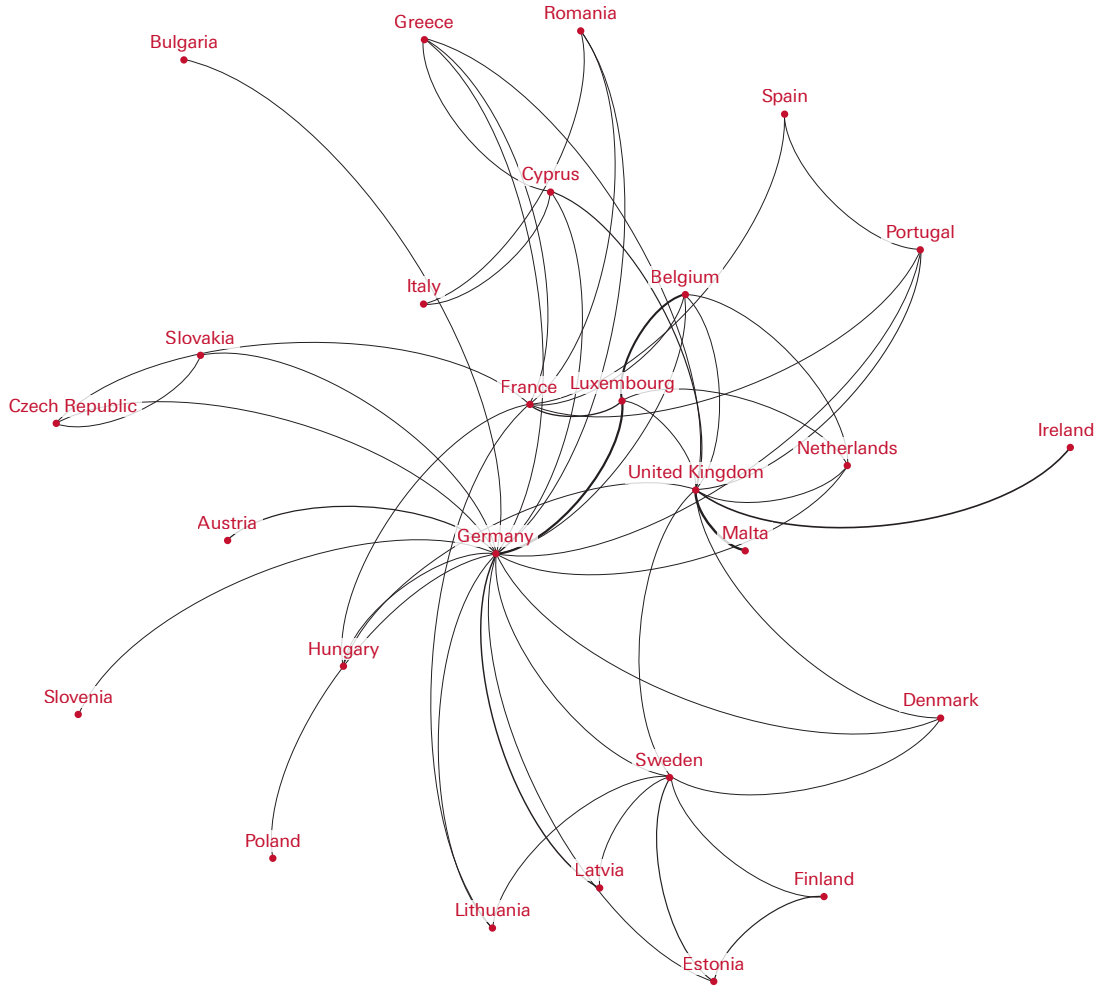 Romania
Greece
Bulgaria
Spain
Cyprus
Portugal
Belgium
Italy
Slovakia
Luxembourg
France
Czech Republic
Ireland
Netherlands
United Kingdom
Austria
Malta
Germany
Hungary
Slovenia
Denmark
Sweden
Poland
Latvia
Finland
Lithuania
Estonia